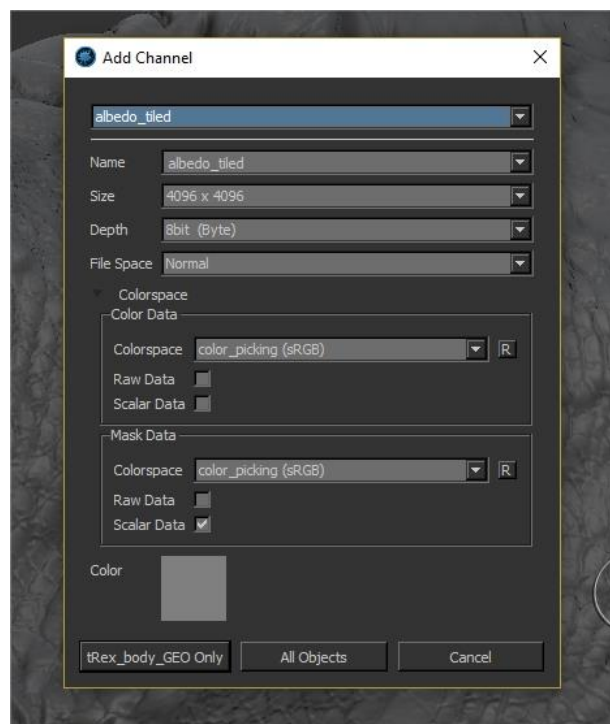 Add Channel
albedo_tiled
Name albedo_tiled
Size 4096 x 4096
Depth 8bit (Byte)
File Space Normal
Colorspace
Color Data
Colorspace color_picking (sRGB) R
Raw Data
Scalar Data
Mask Data
Colorspace color_picking (sRGB) R
Raw Data
Scalar Data
Color
tRex_body_GEO Only All Objects Cancel